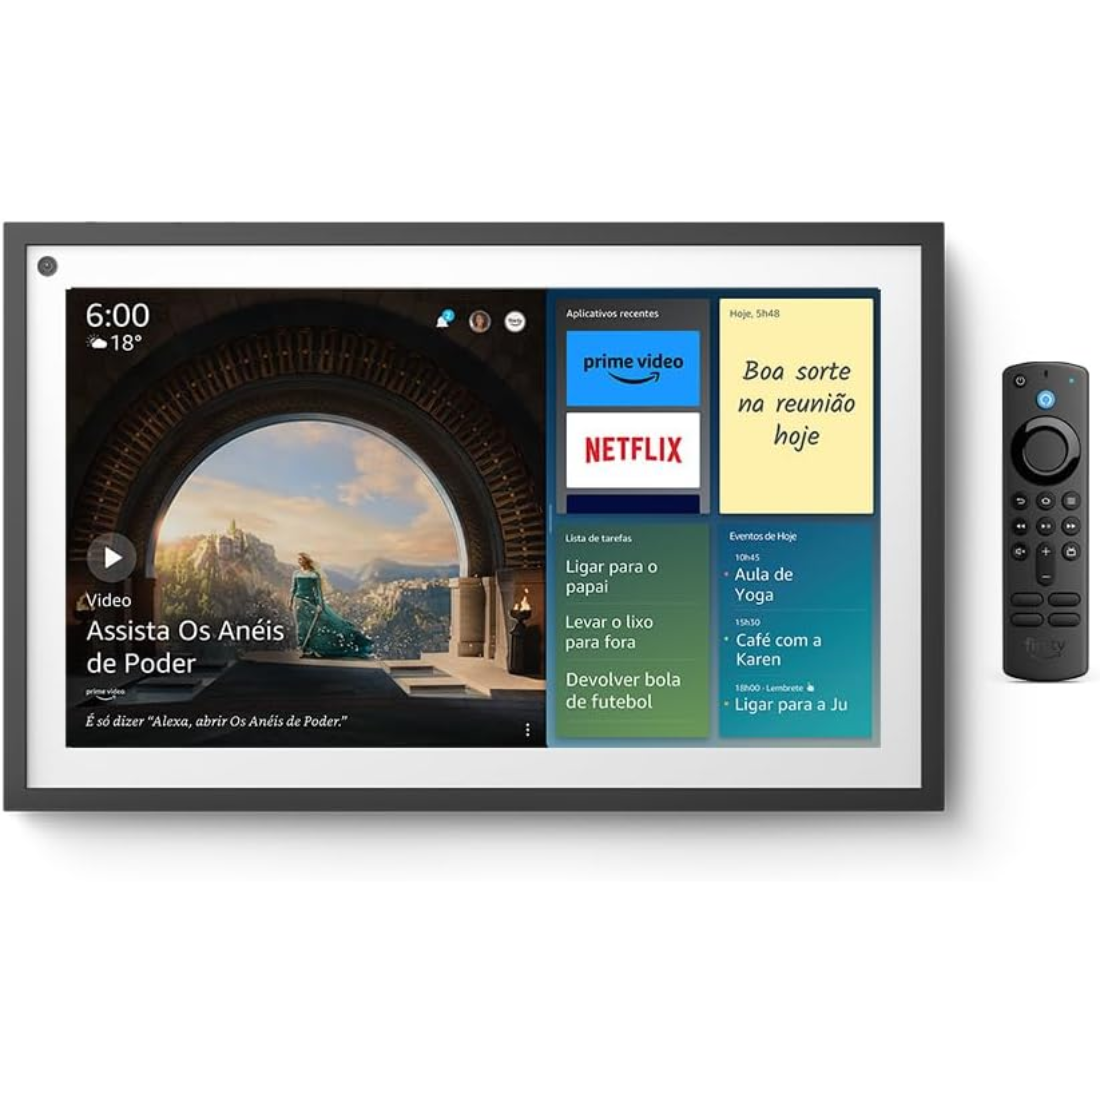 6:00
18°
2
Video
Assista Os Anéis
de Poder
prime video
É só dizer “Alexa, abrir Os Anéis de Poder.”
Aplicativos recentes
prime video
NETFLIX
Hoje, 5h48
Boa sorte
na reunião
hoje
Lista de tarefas
Ligar para o
papai
Levar o lixo
para fora
Devolver bola
de futebol
Eventos de Hoje
10h45
Aula de
Yoga
15h30
Café com a
Karen
18h00 · Lembrete
Ligar para a Ju
fire tv